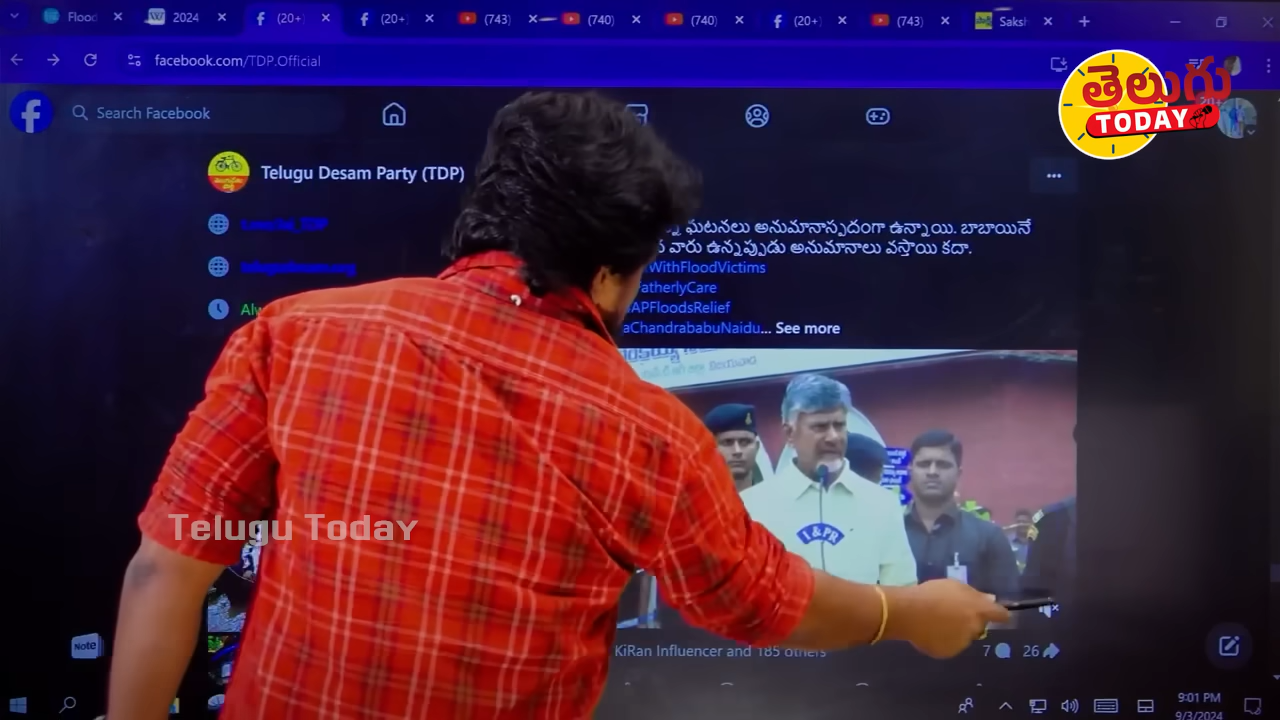 Flood
2024
(20+)
(20+)
(743)
(740)
(740)
(20+)
(743)
Saksh
facebook.com/TDP.Official
తెలుగు
TODAY
Search Facebook
Telugu Desam Party (TDP)
ఘటనలు అనుమానాస్పదంగా ఉన్నాయి. బాబాయినే
వారు ఉన్నప్పుడు అనుమానాలు వస్తాయి కదా.
WithFloodVictims
FatherlyCare
APFloodsRelief
aChandrababuNaidu... See more
I & PR
Telugu Today
Note
KiRan Influencer and 185 others
7
26
9:01 PM
9/3/2024